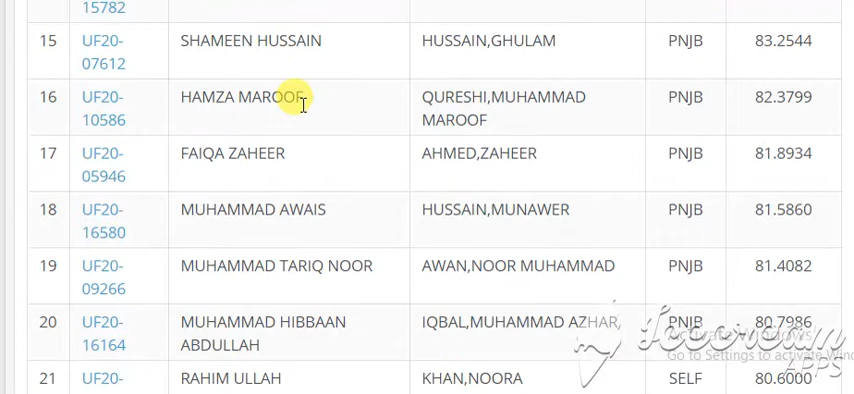 15782
15 UF20- SHAMEEN HUSSAIN HUSSAIN,GHULAM PNJB 83.2544
07612
16 UF20- HAMZA MAROOF QURESHI,MUHAMMAD PNJB 82.3799
10586 MAROOF
17 UF20- FAIQA ZAHEER AHMED,ZAHEER PNJB 81.8934
05946
18 UF20- MUHAMMAD AWAIS HUSSAIN,MUNAWER PNJB 81.5860
16580
19 UF20- MUHAMMAD TARIQ NOOR AWAN,NOOR MUHAMMAD PNJB 81.4082
09266
20 UF20- MUHAMMAD HIBBAAN IQBAL,MUHAMMAD AZHAR PNJB 80.7986
16164 ABDULLAH
Activate Windows
Icecream
Go to Settings to activate Wind
APPS
21 UF20- RAHIM ULLAH KHAN,NOORA SELF 80.6000